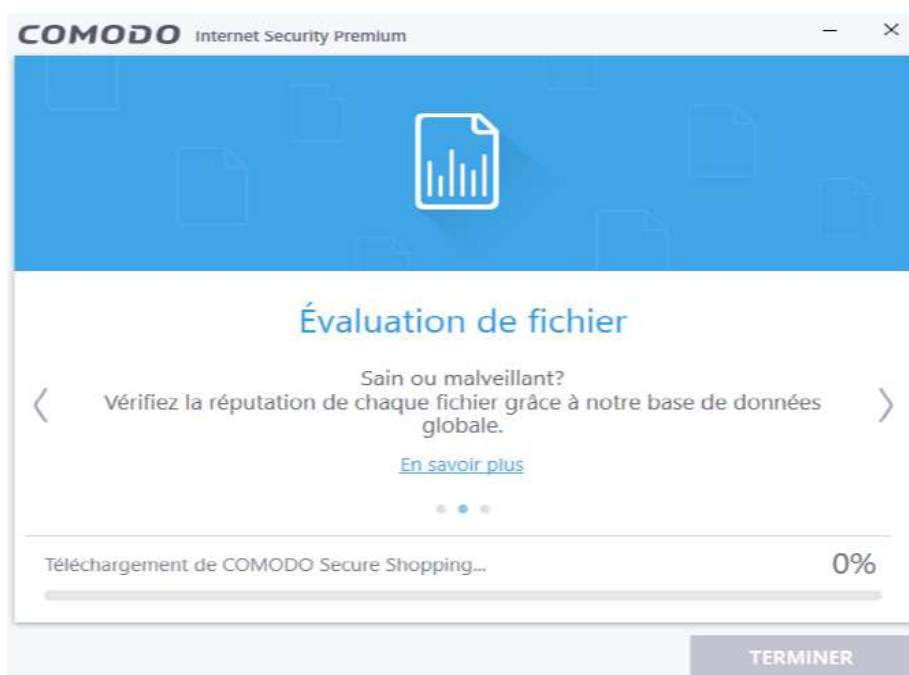 COMODO Internet Security Premium
Évaluation de fichier
Sain ou malveillant?
Vérifiez la réputation de chaque fichier grâce à notre base de données
globale.
En savoir plus
Téléchargement de COMODO Secure Shopping... 0%
TERMINER